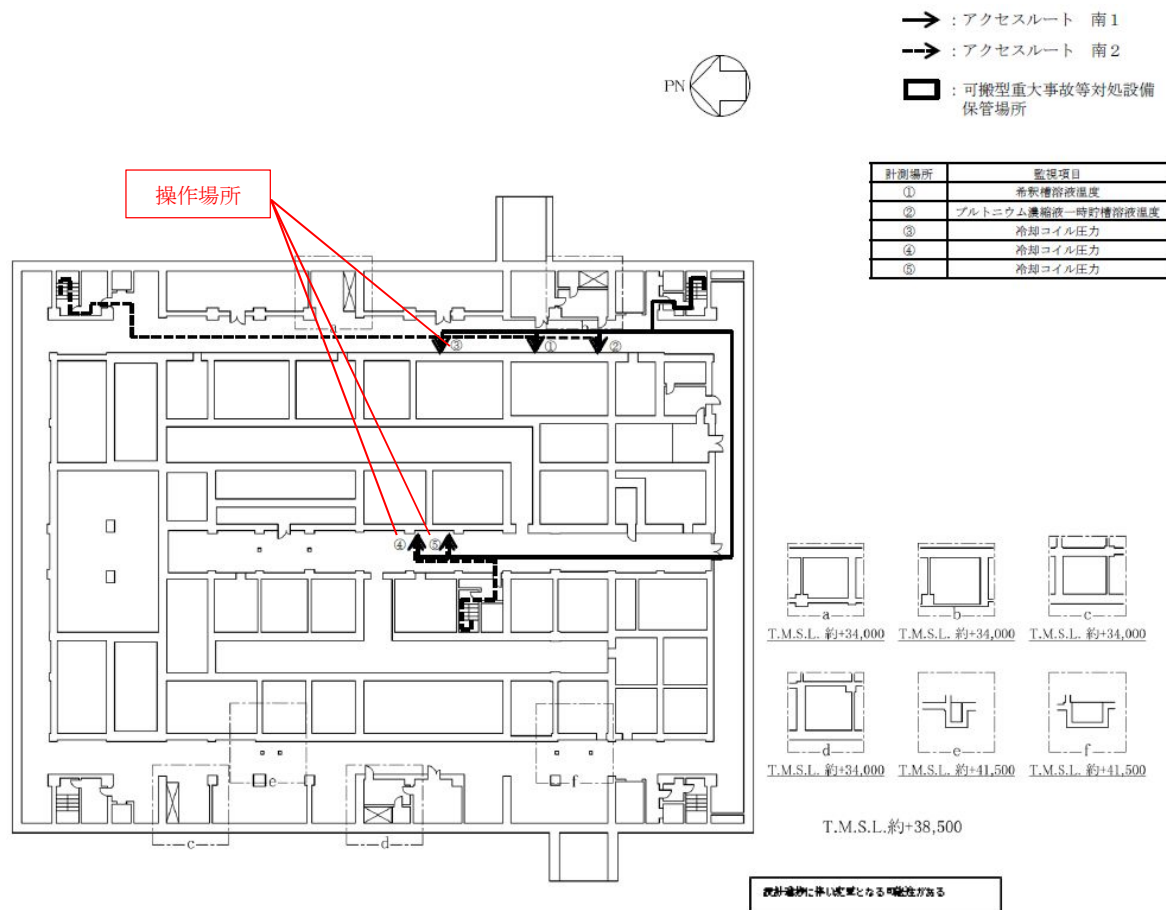 ：アクセスルート　南１
：アクセスルート　南２
：可搬型重大事故等対処設備
保管場所
PN
計測場所 監視項目
① 希釈槽溶液温度
② プルトニウム濃縮液一時貯槽溶液温度
③ 冷却コイル圧力
④ 冷却コイル圧力
⑤ 冷却コイル圧力
操作場所
a
b
③
①
②
④
⑤
a
b
c
T.M.S.L. 約+34,000
T.M.S.L. 約+34,000
T.M.S.L. 約+34,000
d
e
f
T.M.S.L. 約+34,000
T.M.S.L. 約+41,500
T.M.S.L. 約+41,500
e
f
c
d
T.M.S.L.約+38,500
設計進捗に伴い変更となる可能性がある